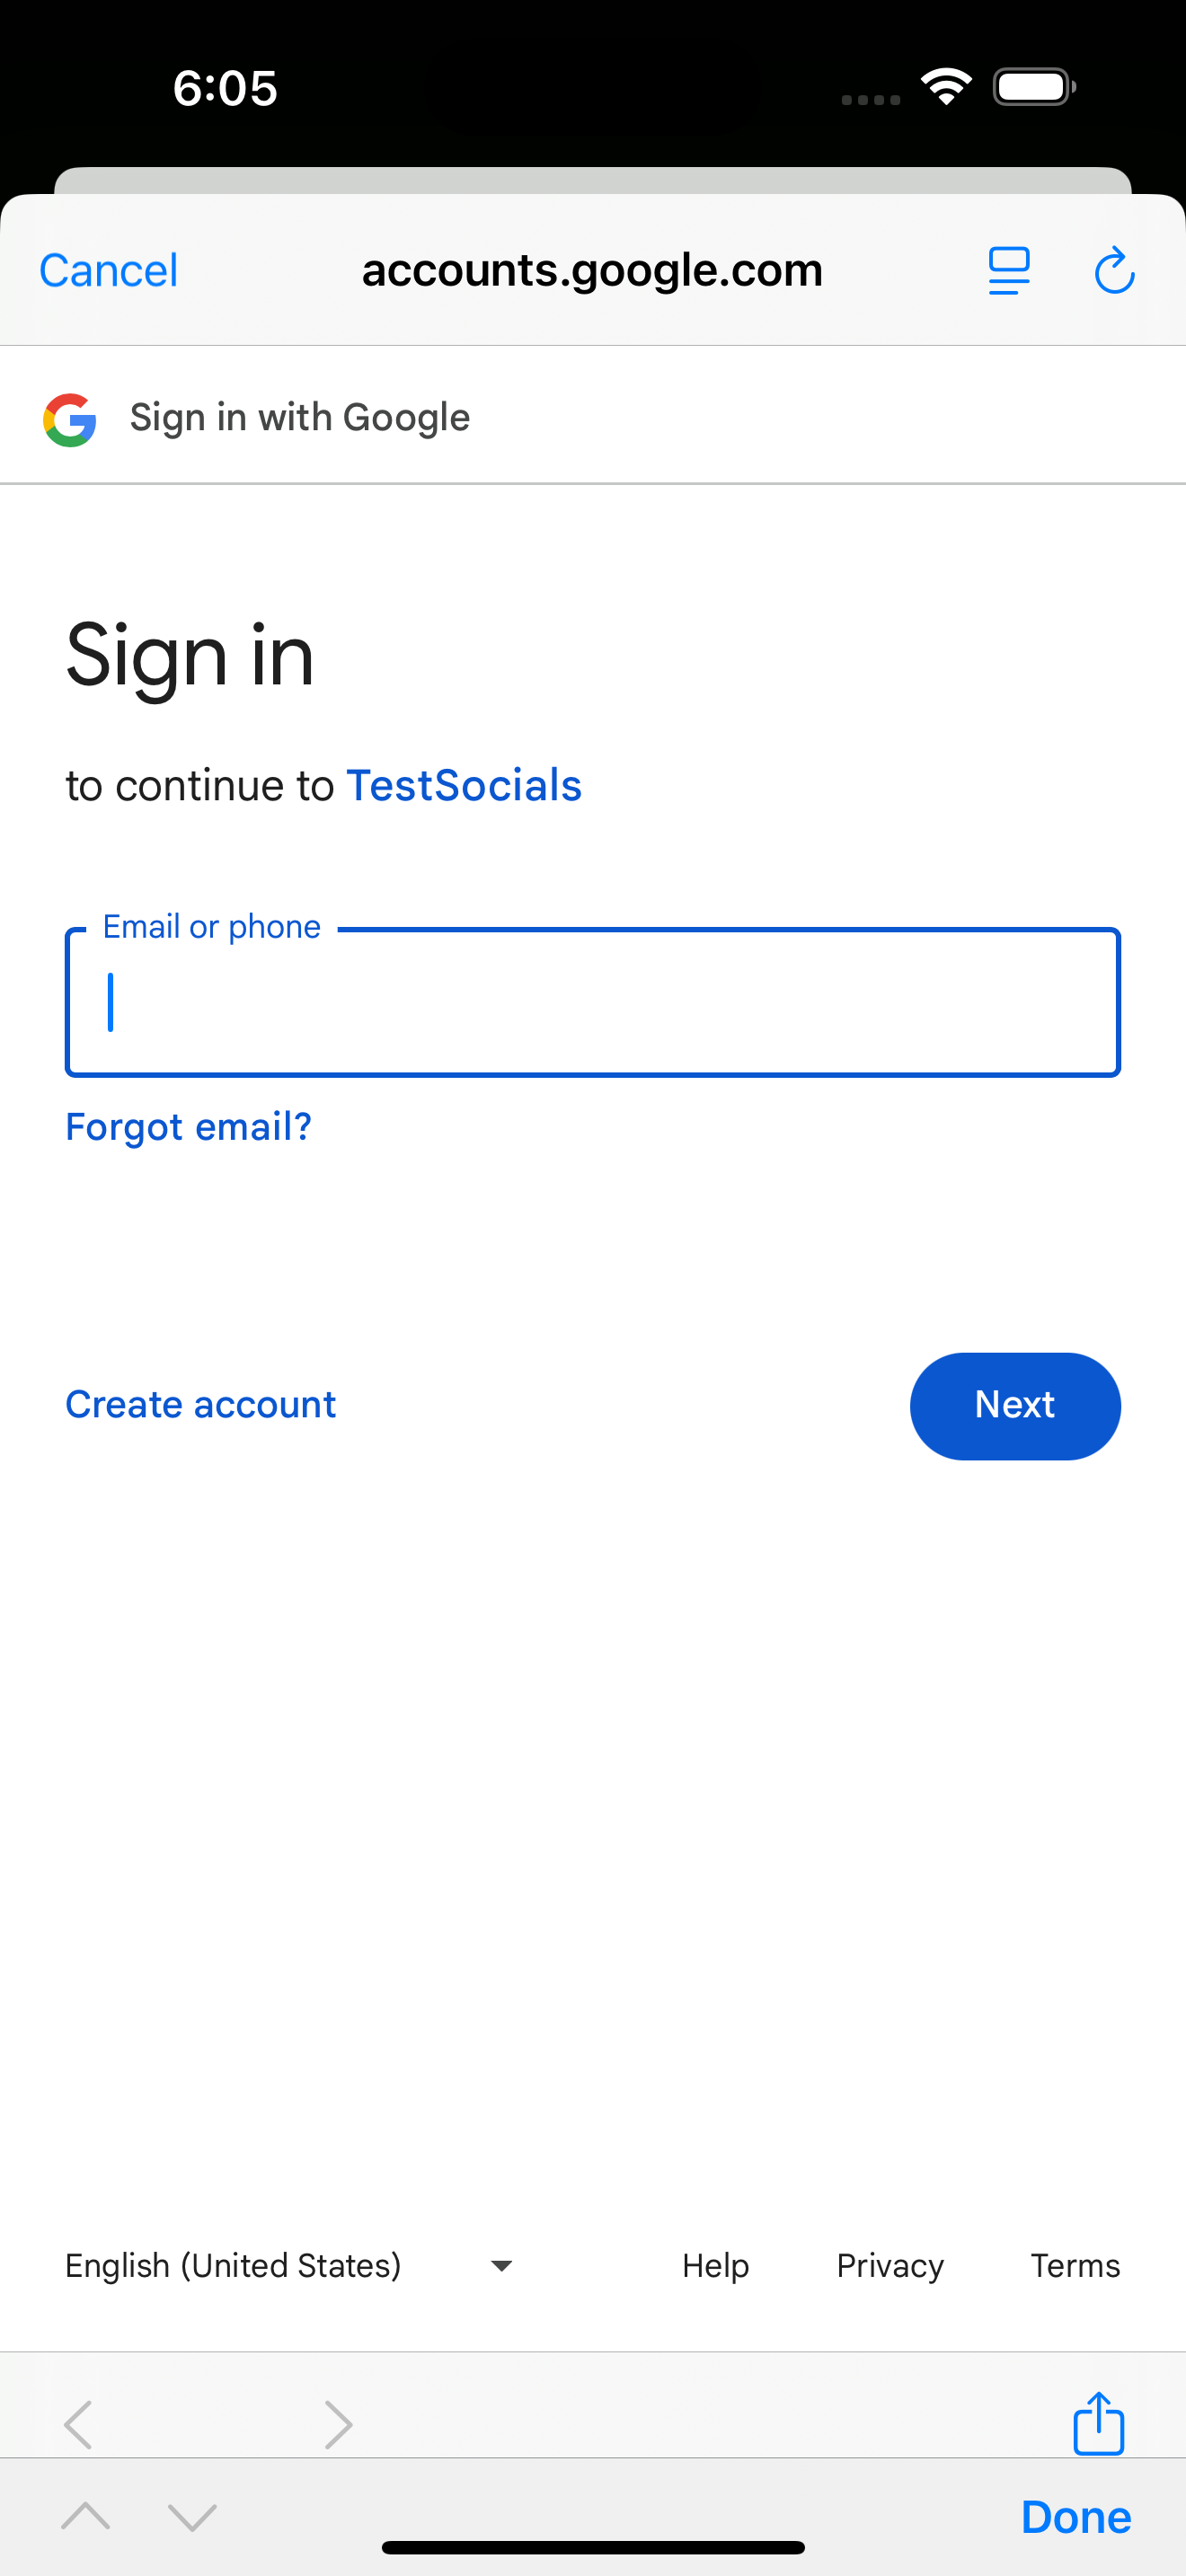 6:05
Cancel accounts.google.com
Sign in with Google
Sign in
to continue to TestSocials
Email or phone
Forgot email?
Create account Next
English (United States) Help Privacy Terms
Done